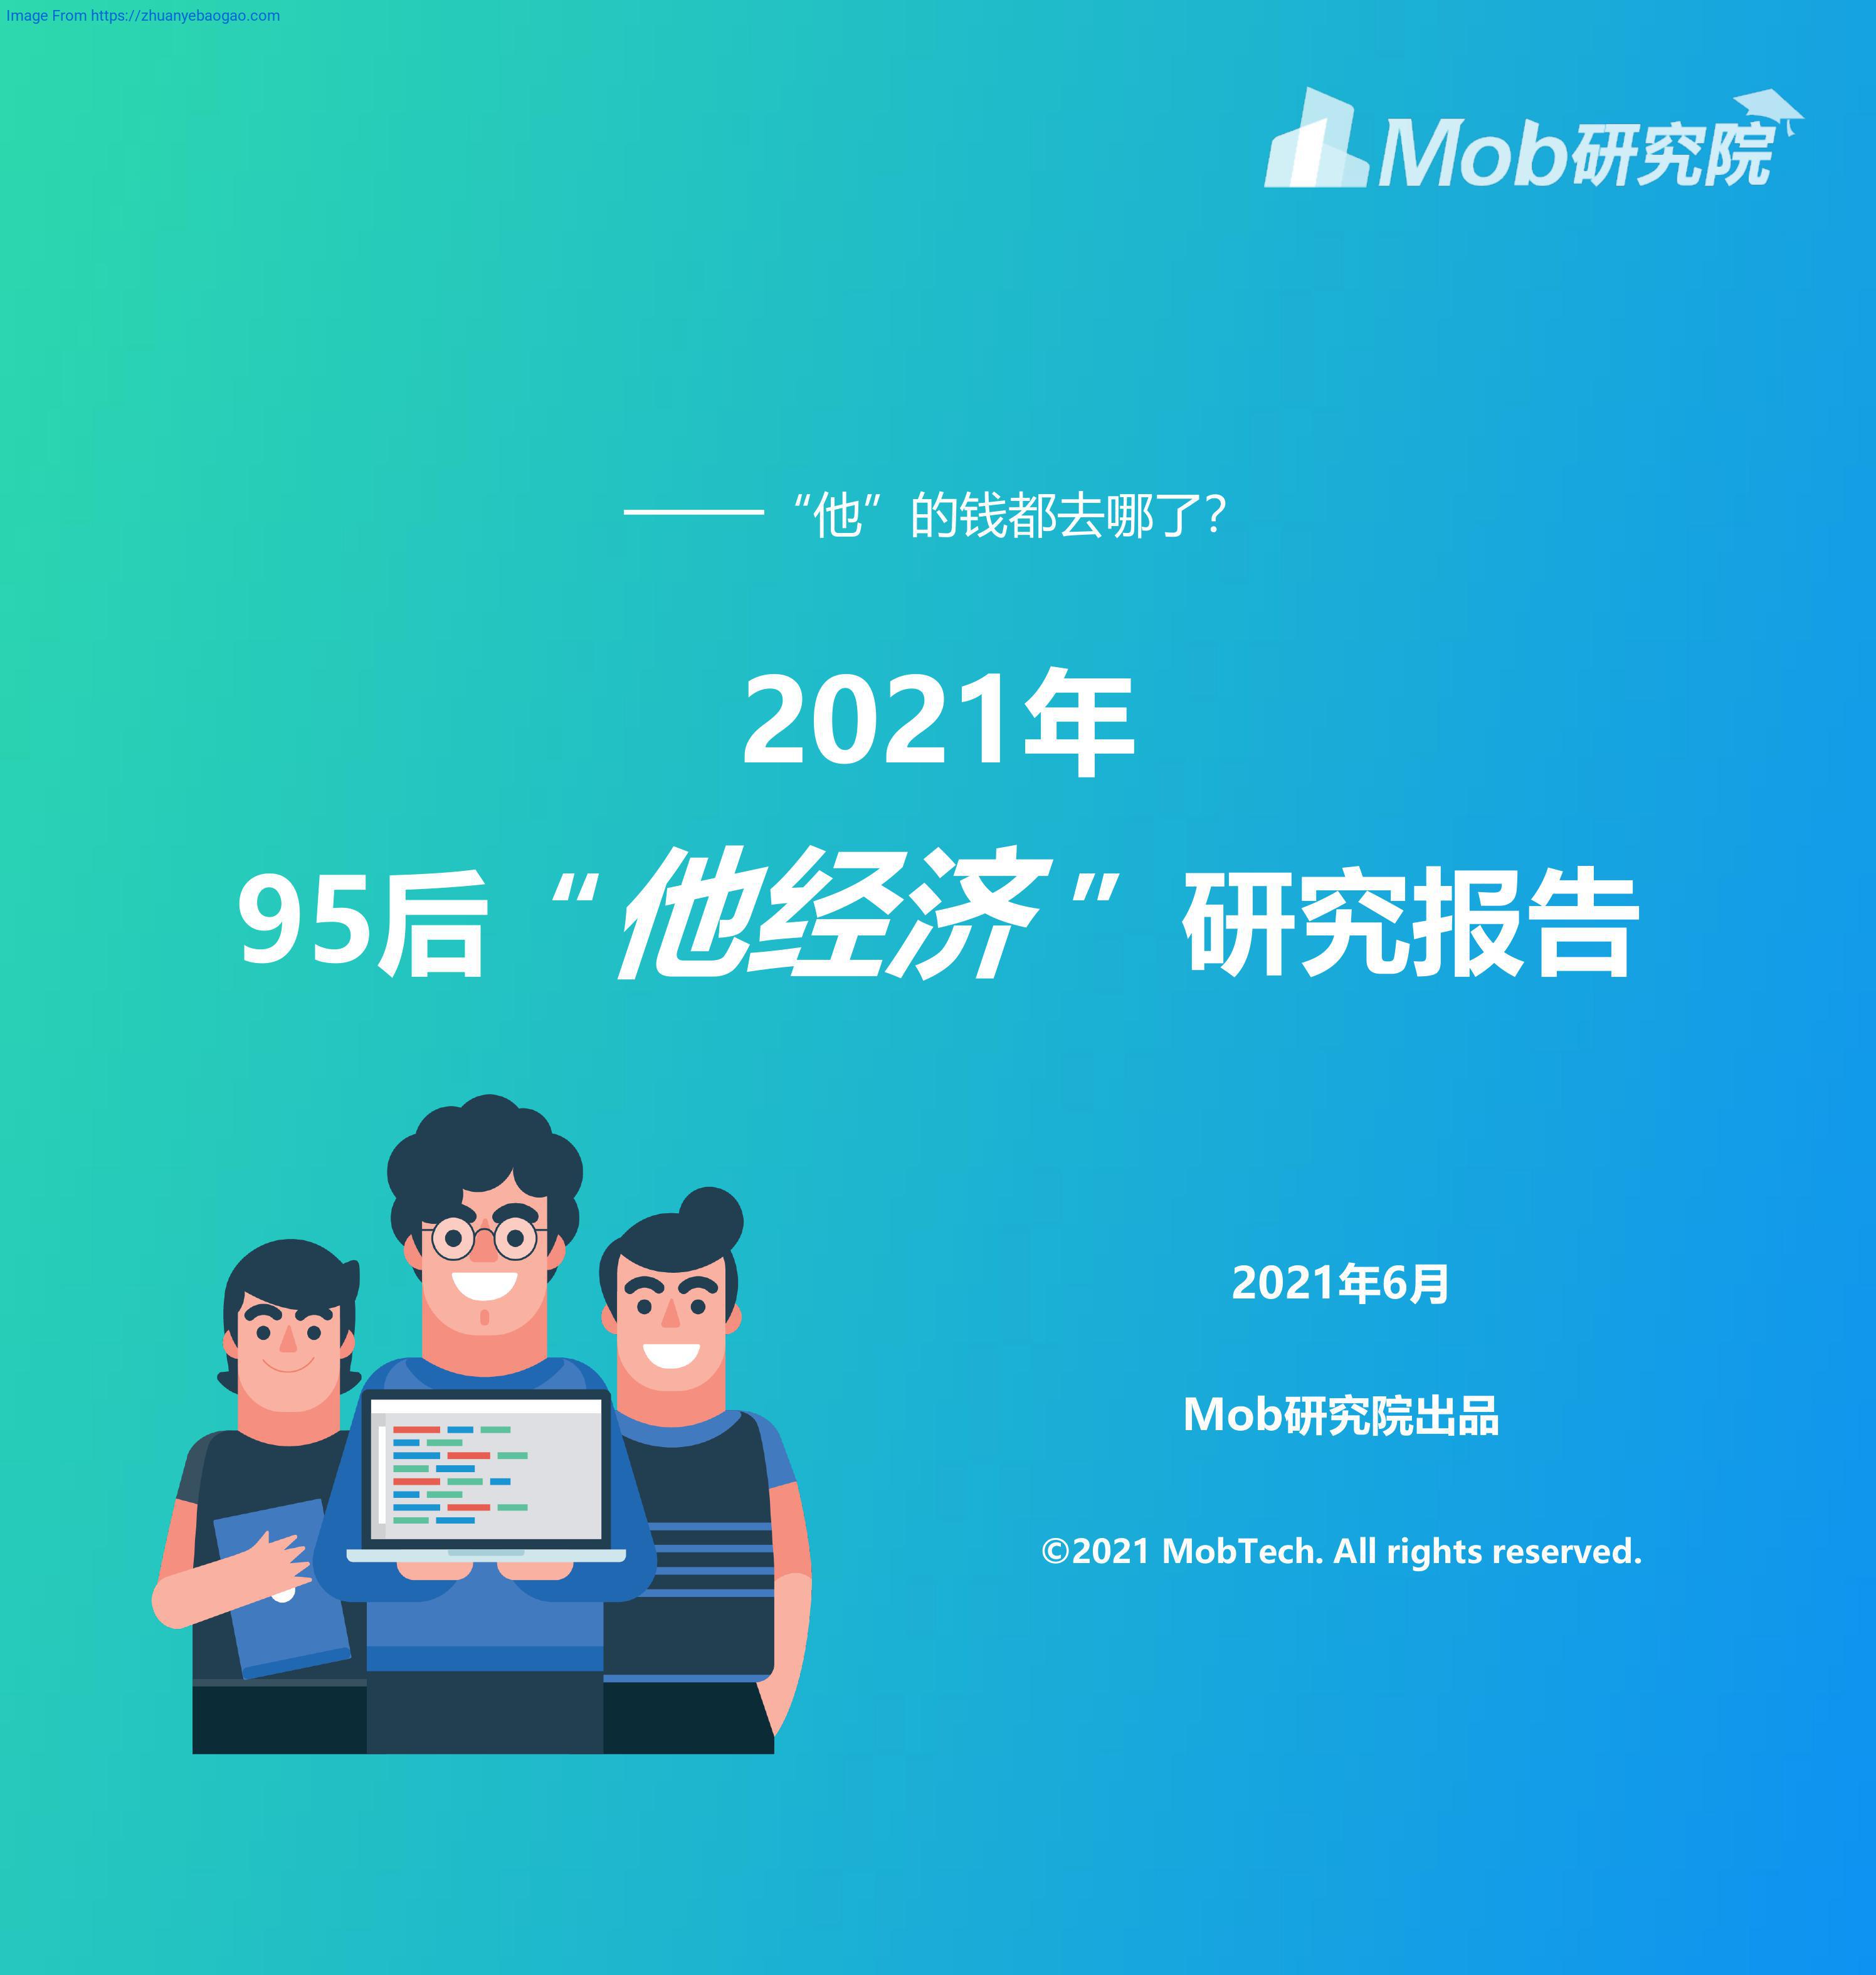 Image From https://zhuanyebaogao.com
Mob研究院
———“他”的钱都去哪了？
2021年
95后“他经济”研究报告
2021年6月
Mob研究院出品
©2021 MobTech. All rights reserved.